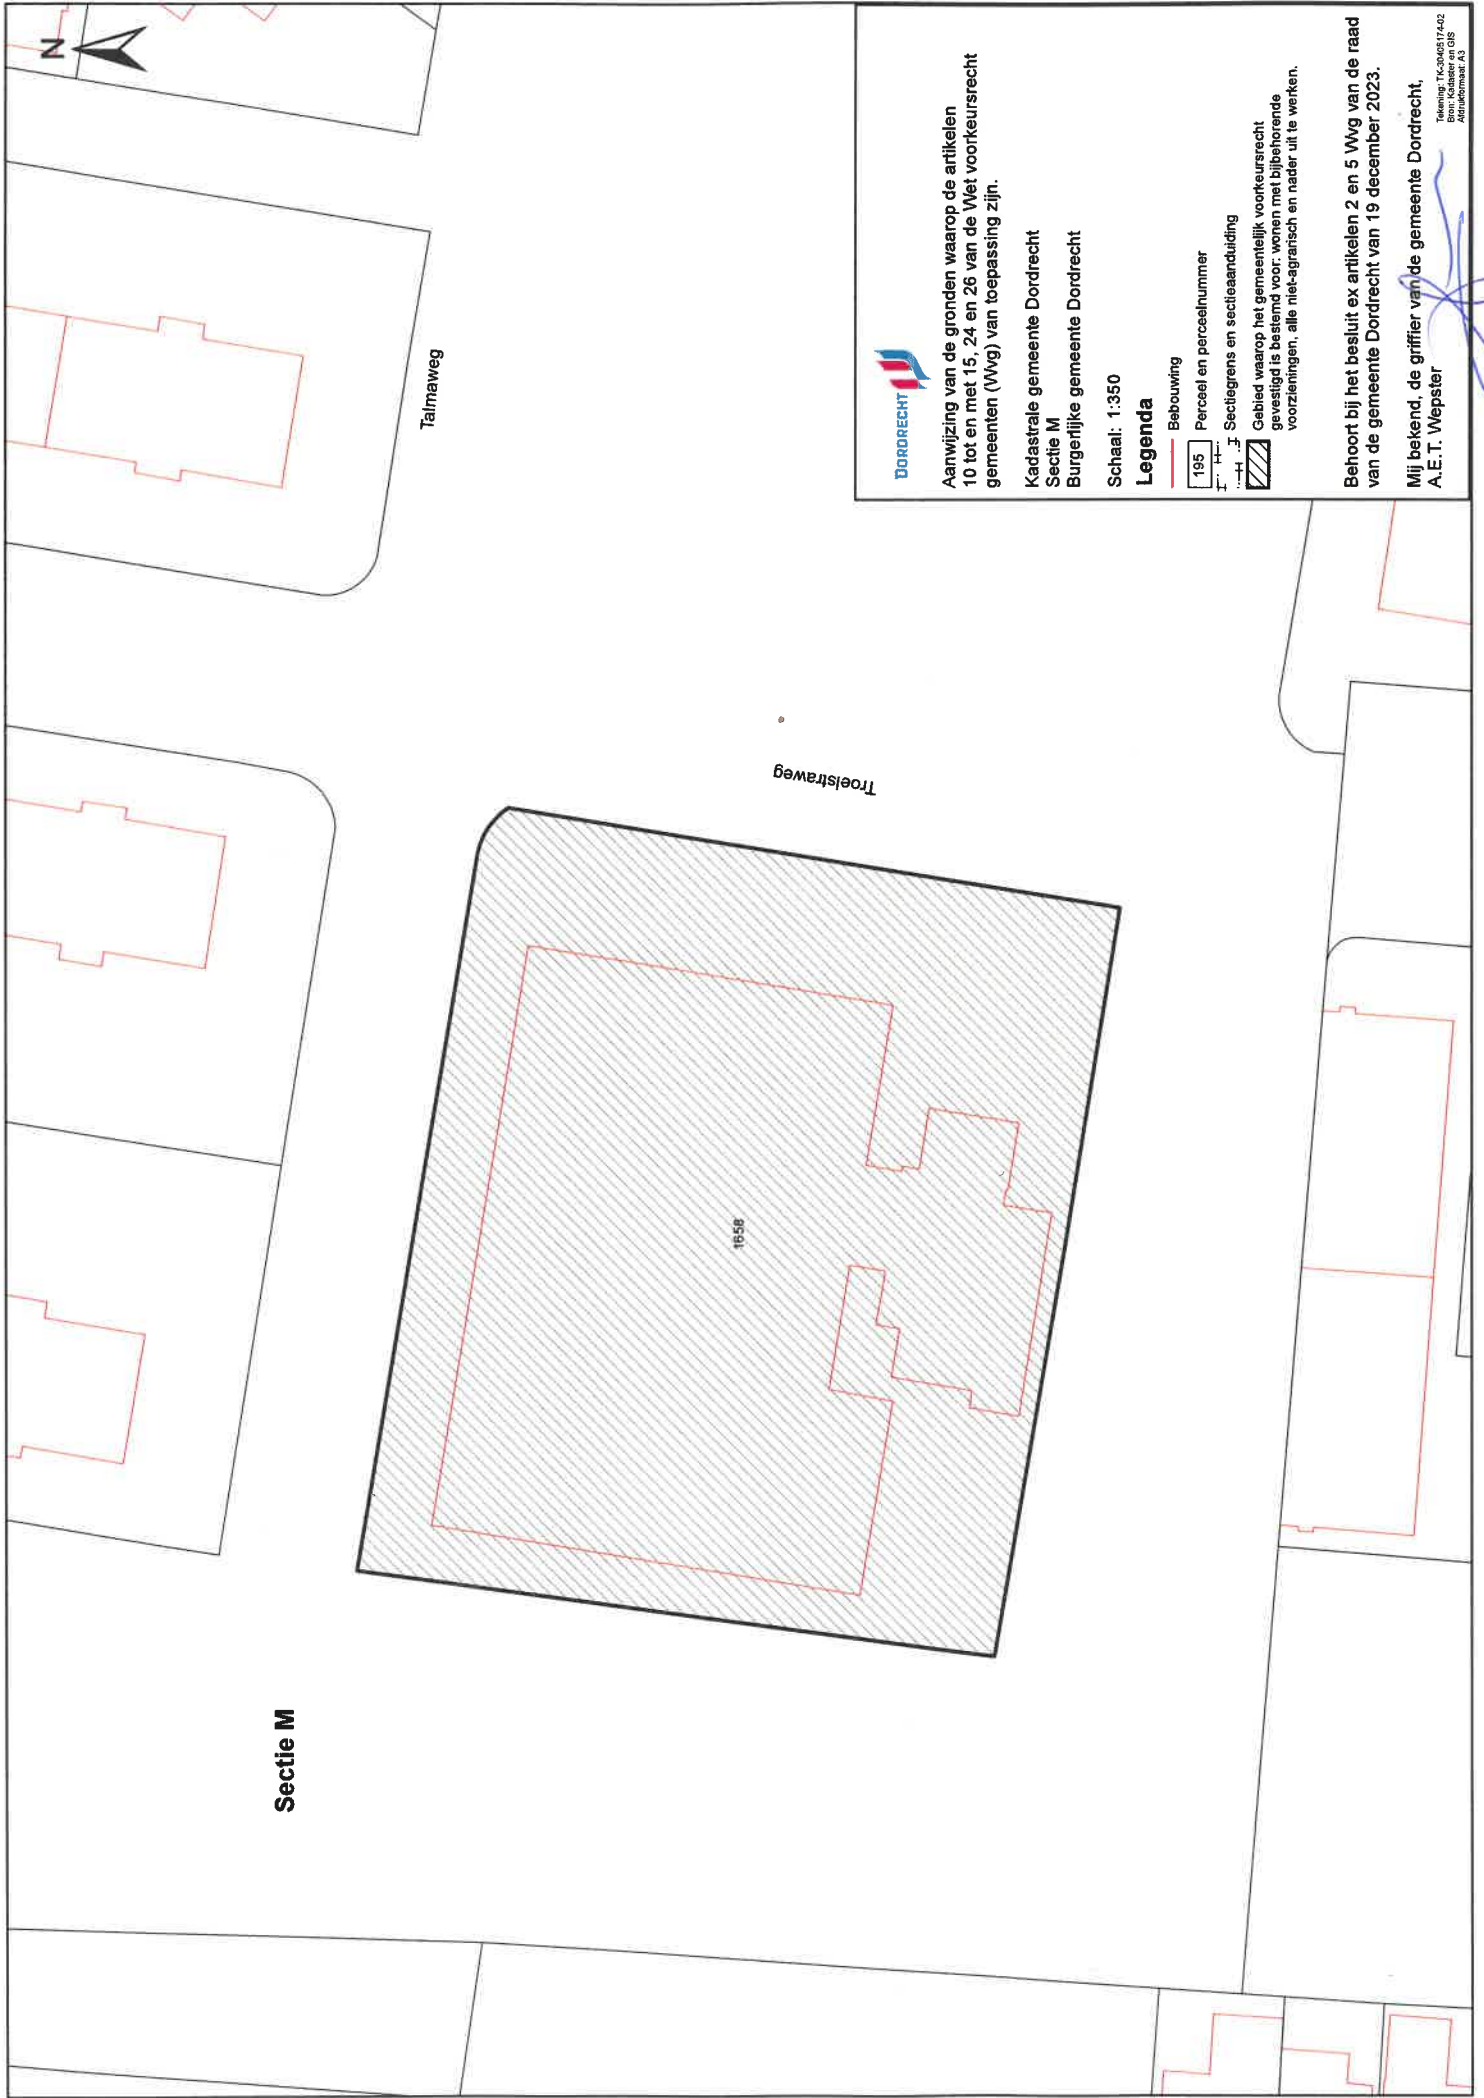 N
Talmaweg
Troelstraweg
1658
Sectie M
DORDRECHT
Aanwijzing van de gronden waarop de artikelen
10 tot en met 15, 24 en 26 van de Wet voorkeursrecht
gemeenten (Wvg) van toepassing zijn.
Kadastrale gemeente Dordrecht
Sectie M
Burgerlijke gemeente Dordrecht
Schaal: 1:350
Legenda
Bebouwing
195 Perceel en perceelnummer
Sectiegrens en sectieaanduiding
Gebied waarop het gemeentelijk voorkeursrecht
gevestigd is bestemd voor: wonen met bijbehorende
voorzieningen, alle niet-agrarisch en nader uit te werken.
Behoort bij het besluit ex artikelen 2 en 5 Wvg van de raad
van de gemeente Dordrecht van 19 december 2023.
Mij bekend, de griffier van de gemeente Dordrecht,
A.E.T. Wepster
Tekening: TK-30405174-02
Bron: Kadaster en GIS
Afdrukformaat: A3